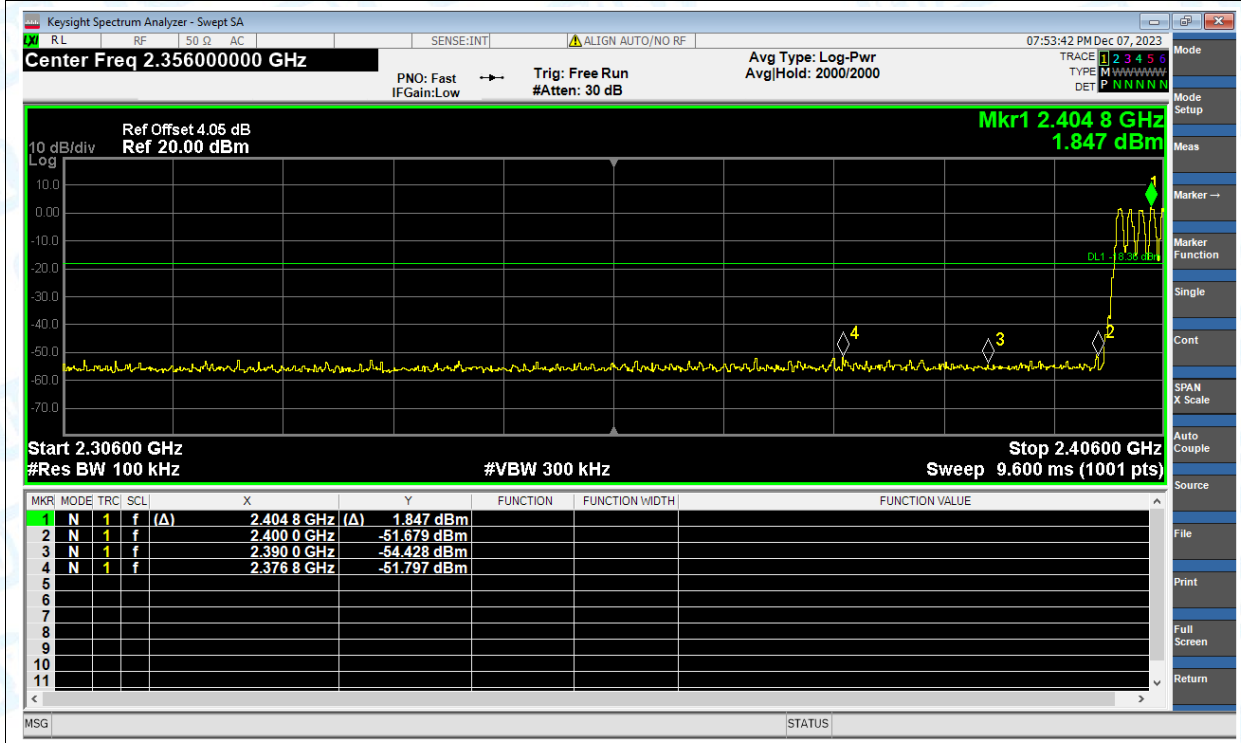 Keysight Spectrum Analyzer - Swept SA
LXI RL RF 50 Ω AC SENSE:INT ALIGN AUTO/NO RF 07:53:42 PM Dec 07, 2023
Center Freq 2.356000000 GHz
PNO: Fast
IFGain:Low
Trig: Free Run
#Atten: 30 dB
Avg Type: Log-Pwr
Avg|Hold: 2000/2000
TRACE 1 2 3 4 5 6
TYPE M W W W W W
DET P N N N N N
Ref Offset 4.05 dB
Ref 20.00 dBm
10 dB/div
Log
Mkr1 2.404 8 GHz
1.847 dBm
10.0
0.00
-10.0
-20.0
-30.0
-40.0
-50.0
-60.0
-70.0
1
DL1 -18.30 dBm
4
3
2
Start 2.30600 GHz
#Res BW 100 kHz
#VBW 300 kHz
Stop 2.40600 GHz
Sweep 9.600 ms (1001 pts)
MKR MODE TRC SCL X Y FUNCTION FUNCTION WIDTH FUNCTION VALUE
1 N 1 f (Δ) 2.404 8 GHz (Δ) 1.847 dBm
2 N 1 f 2.400 0 GHz -51.679 dBm
3 N 1 f 2.390 0 GHz -54.428 dBm
4 N 1 f 2.376 8 GHz -51.797 dBm
5
6
7
8
9
10
11
MSG STATUS
Mode
Mode
Setup
Meas
Marker →
Marker
Function
Single
Cont
SPAN
X Scale
Auto
Couple
Source
File
Print
Full
Screen
Return